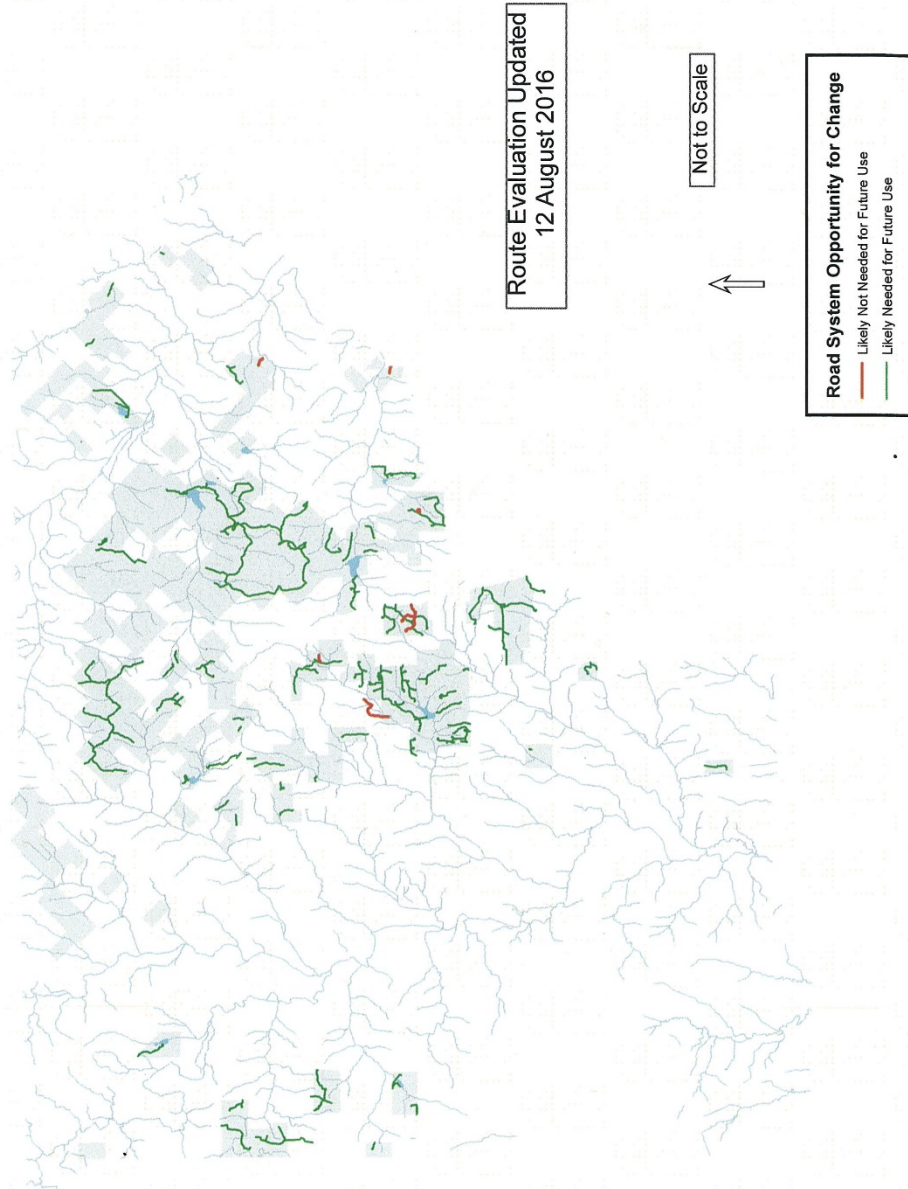 Route Evaluation Updated
12 August 2016
Not to Scale
Road System Opportunity for Change
Likely Not Needed for Future Use
Likely Needed for Future Use